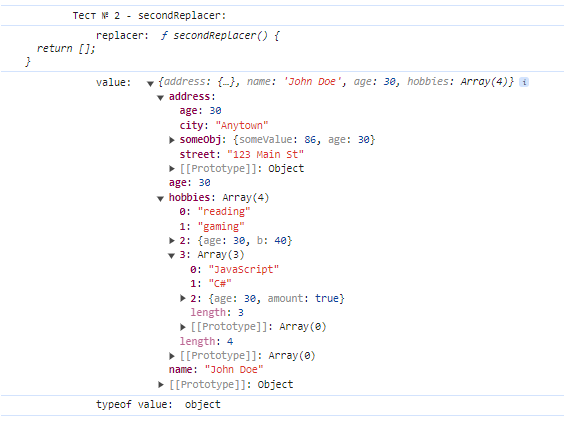 Тест № 2 - secondReplacer:
replacer: ƒ secondReplacer() {
return [];
}
value: ▼ {address: {…}, name: 'John Doe', age: 30, hobbies: Array(4)} i
▼ address:
age: 30
city: "Anytown"
▶ someObj: {someValue: 86, age: 30}
street: "123 Main St"
▶ [[Prototype]]: Object
age: 30
▼ hobbies: Array(4)
0: "reading"
1: "gaming"
▶ 2: {age: 30, b: 40}
▼ 3: Array(3)
0: "JavaScript"
1: "C#"
▶ 2: {age: 30, amount: true}
length: 3
▶ [[Prototype]]: Array(0)
length: 4
▶ [[Prototype]]: Array(0)
name: "John Doe"
▶ [[Prototype]]: Object
typeof value: object